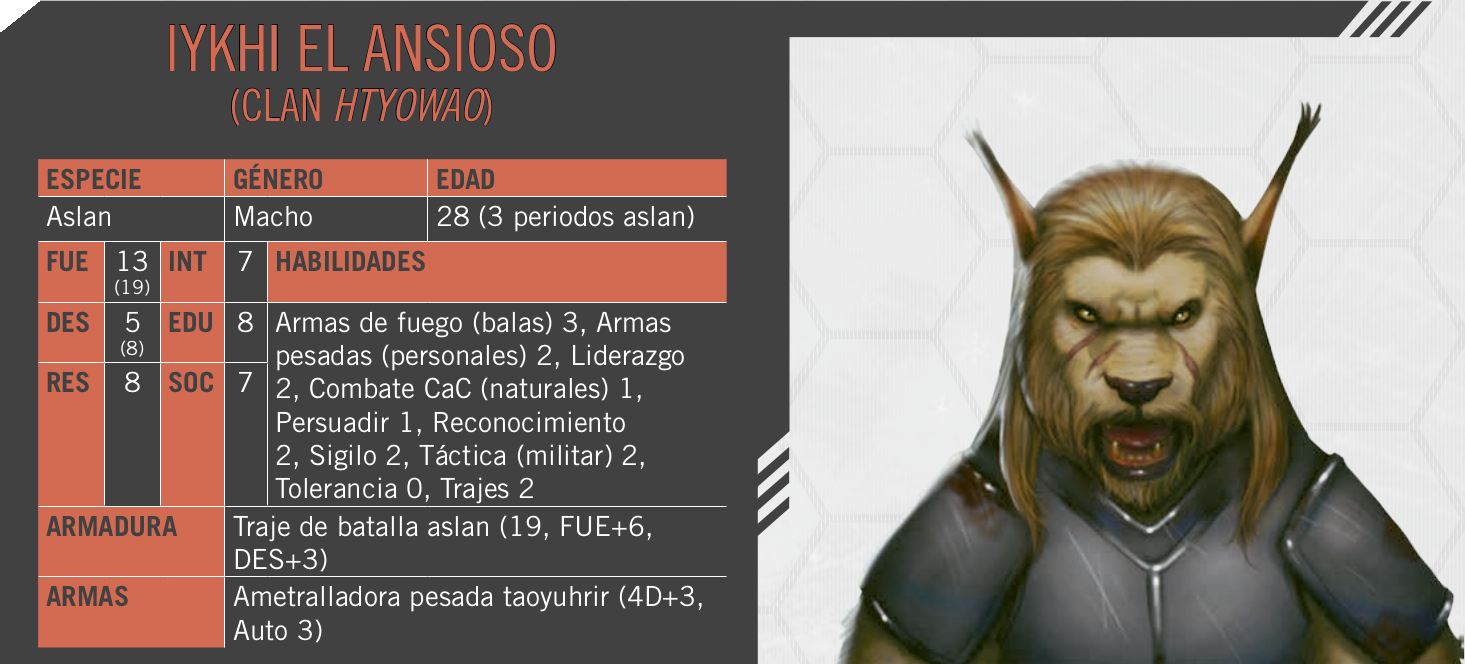 IYKHI EL ANSIOSO
(CLAN HTYOWAO)
ESPECIE GÉNERO EDAD
Aslan Macho 28 (3 periodos aslan)
FUE 13 INT 7 HABILIDADES
(19)
DES 5 EDU 8 Armas de fuego (balas) 3, Armas
(8)
pesadas (personales) 2, Liderazgo
RES 8 SOC 7 2, Combate CaC (naturales) 1,
Persuadir 1, Reconocimiento
2, Sigilo 2, Táctica (militar) 2,
Tolerancia 0, Trajes 2
ARMADURA Traje de batalla aslan (19, FUE+6,
DES+3)
ARMAS Ametralladora pesada taoyuhrir (4D+3,
Auto 3)